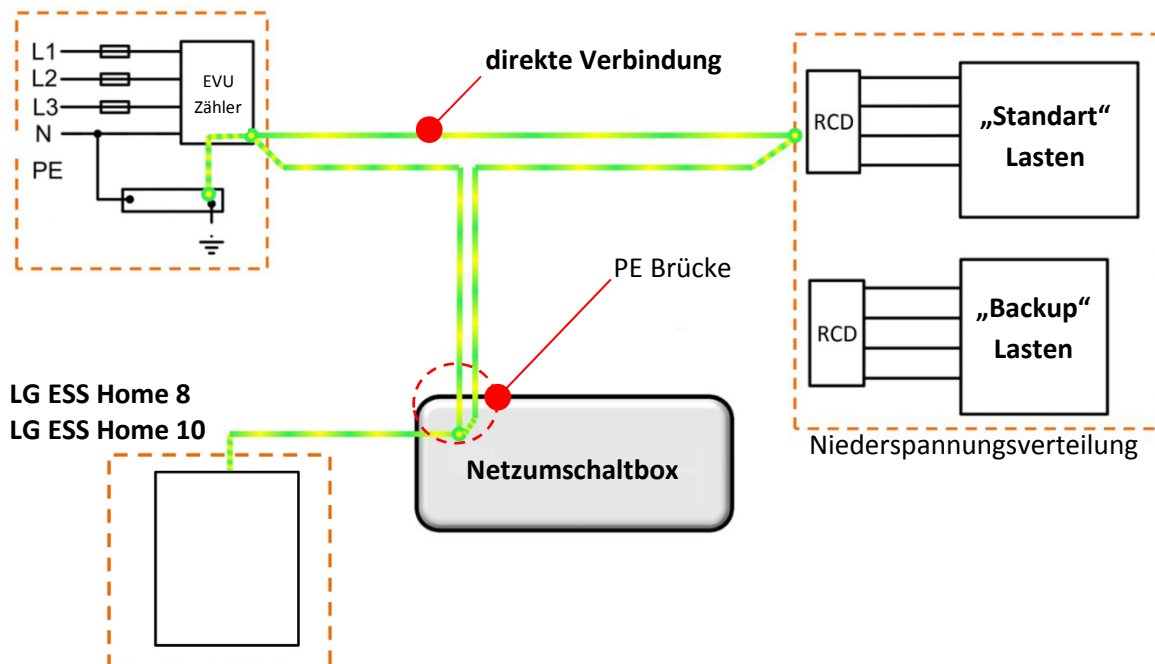 L1
L2
L3
N
PE
EVU
Zähler
direkte Verbindung
RCD
„Standart“
Lasten
PE Brücke
RCD
„Backup“
Lasten
Niederspannungsverteilung
LG ESS Home 8
LG ESS Home 10
Netzumschaltbox